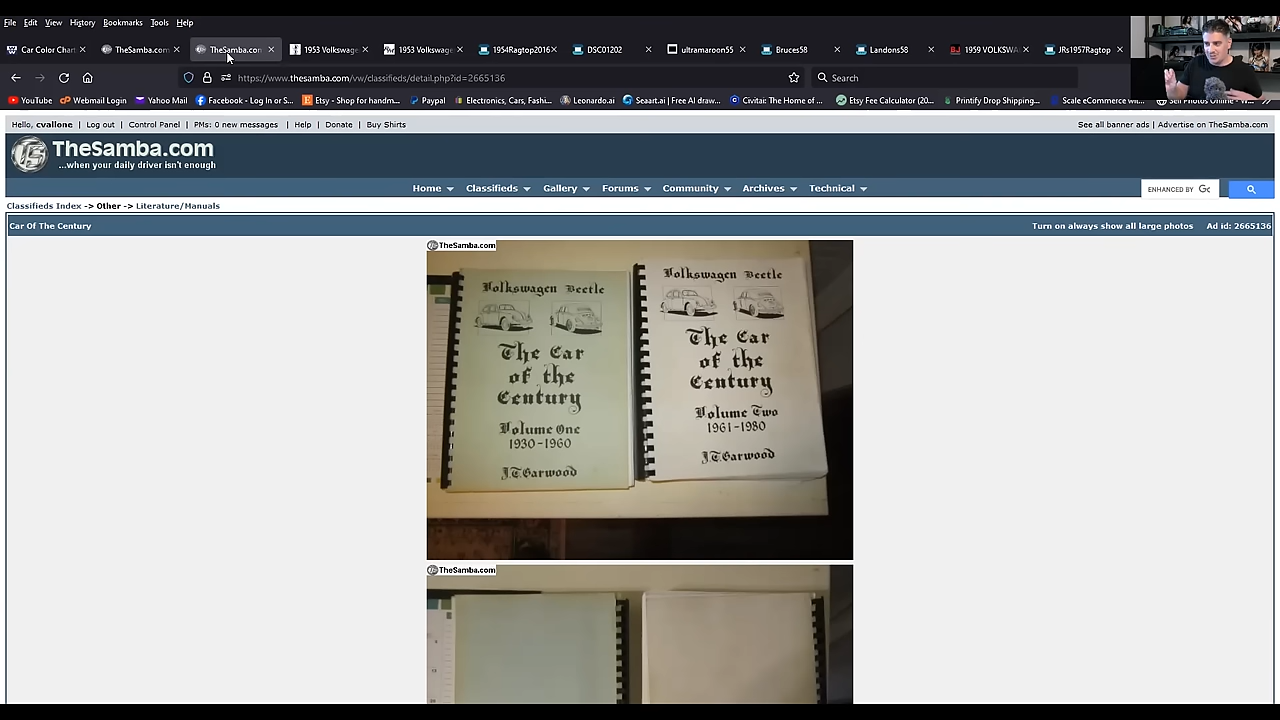 File Edit View History Bookmarks Tools Help
Car Color Chart TheSamba.com TheSamba.com 1953 Volkswage 1953 Volkswage 1954Ragtop2016 DSC01202 ultramaroon55 Bruces58 Landons58 1959 VOLKSWA JRs1957Ragtop
https://www.thesamba.com/vw/classifieds/detail.php?id=2665136 Search
YouTube Webmail Login Yahoo Mail Facebook - Log In or S... Etsy - Shop for handm... Paypal Electronics, Cars, Fashi... Leonardo.ai Seaart.ai | Free AI draw... Civitai: The Home of ... Etsy Fee Calculator (20... Printify Drop Shipping... Scale eCommerce wi... Sell Photos Online - W...
Hello, cvallone | Log out | Control Panel | PMs: 0 new messages | Help | Donate | Buy Shirts See all banner ads | Advertise on TheSamba.com
TheSamba.com
...when your daily driver isn't enough
Home Classifieds Gallery Forums Community Archives Technical ENHANCED BY G
Classifieds Index -> Other -> Literature/Manuals
Car Of The Century Turn on always show all large photos Ad id: 2665136
TheSamba.com
Volkswagen Beetle
The Car
of the
Century
Volume One
1930-1960
J.T.Garwood
Volkswagen Beetle
The Car
of the
Century
Volume Two
1961-1980
J.T.Garwood
TheSamba.com